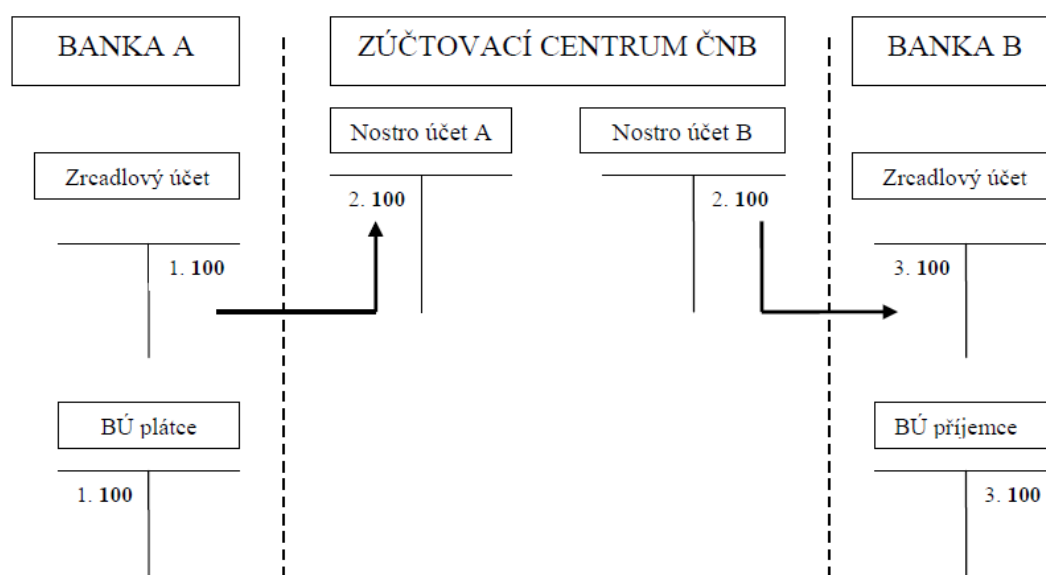 BANKA A
ZÚČTOVACÍ CENTRUM ČNB
BANKA B
Nostro účet A
Nostro účet B
Zrcadlový účet
Zrcadlový účet
2. 100
2. 100
1. 100
3. 100
BÚ plátce
BÚ příjemce
1. 100
3. 100